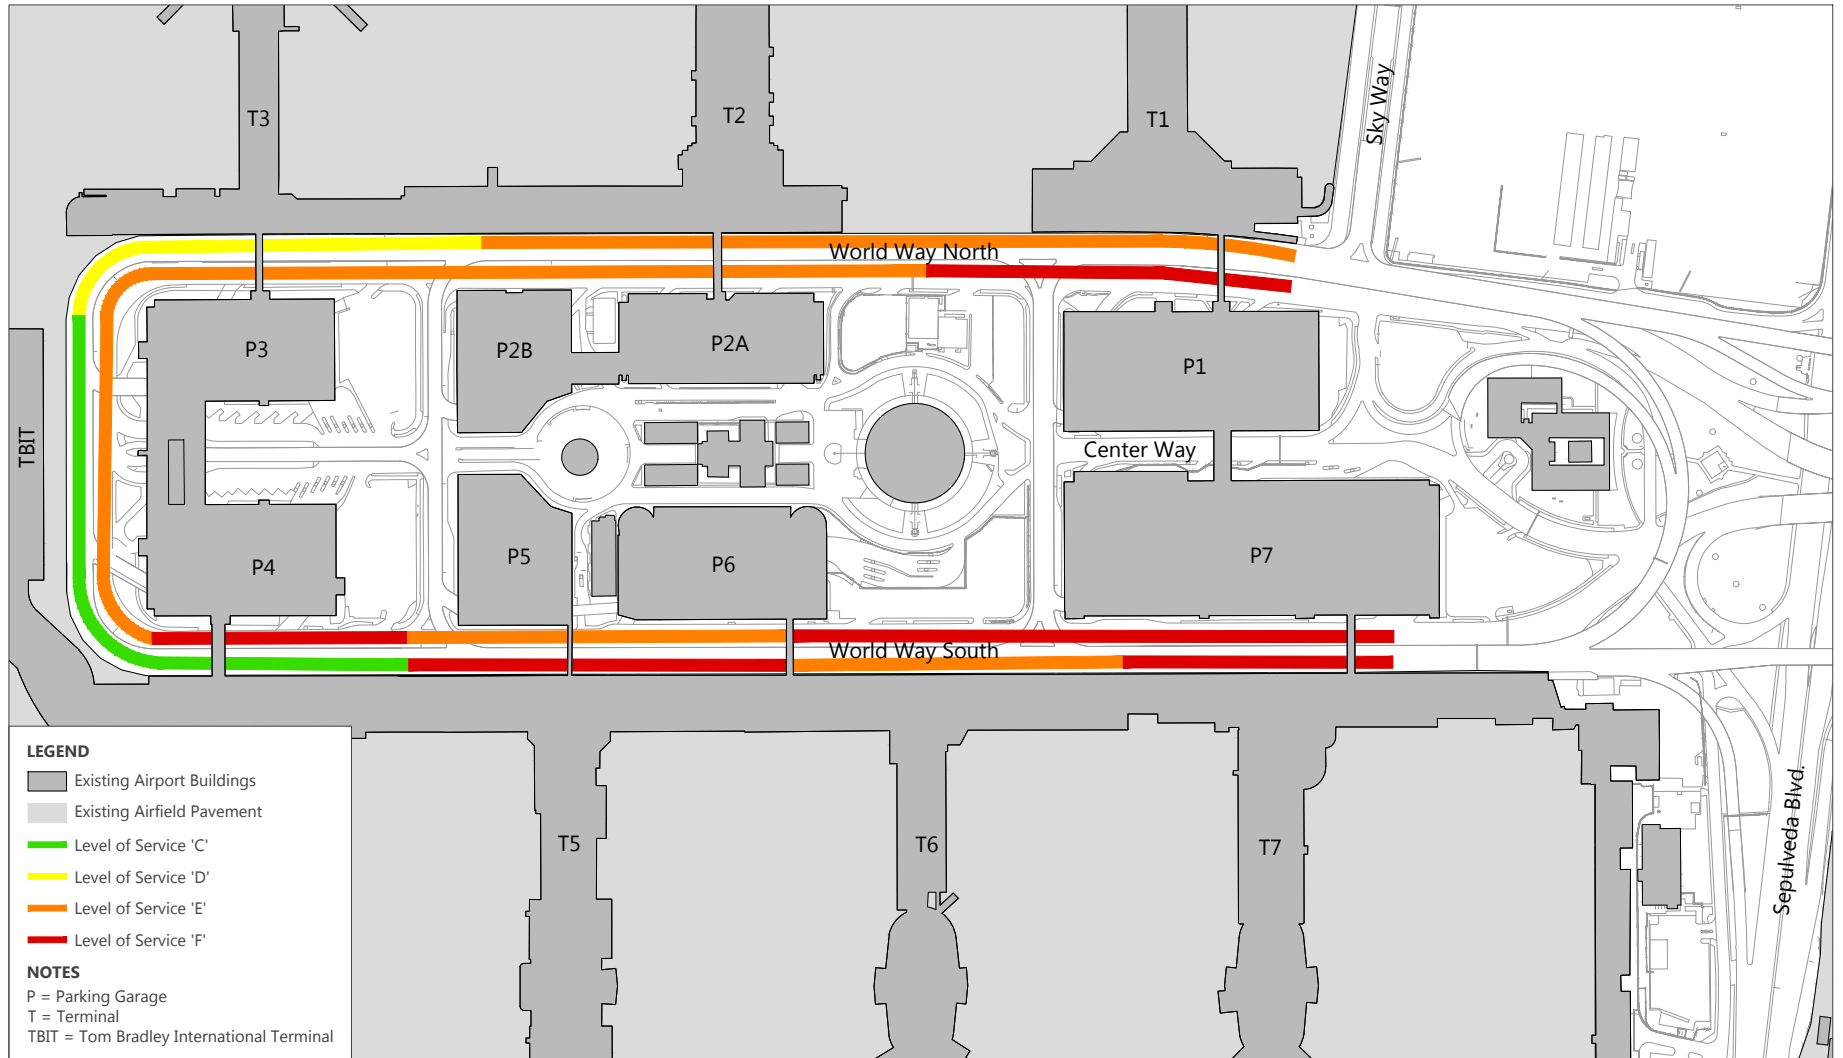 T3
T2
T1
Sky Way
World Way North
P3
P2B
P2A
P1
TBIT
Center Way
P4
P5
P6
P7
World Way South
T5
T6
T7
Sepulveda Blvd.
LEGEND
Existing Airport Buildings
Existing Airfield Pavement
Level of Service 'C'
Level of Service 'D'
Level of Service 'E'
Level of Service 'F'
NOTES
P = Parking Garage
T = Terminal
TBIT = Tom Bradley International Terminal